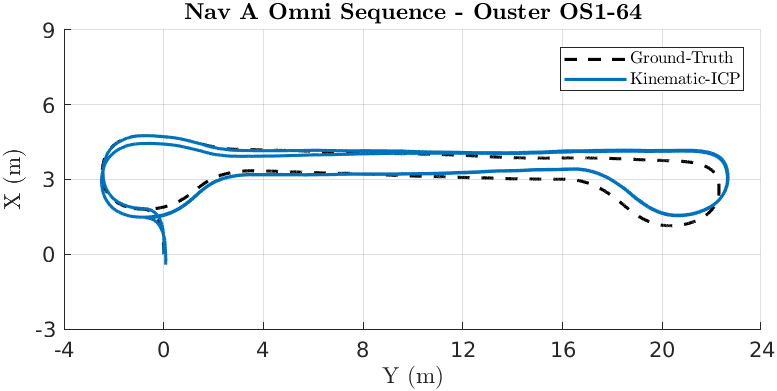 Nav A Omni Sequence - Ouster OS1-64
9
Ground-Truth
Kinematic-ICP
6
X (m)
3
0
-3
-4 0 4 8 12 16 20 24
Y (m)